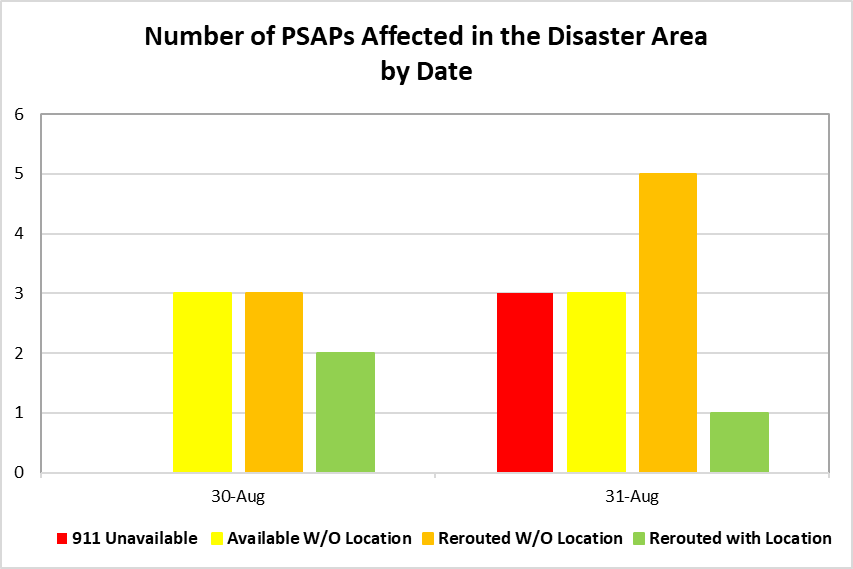 Number of PSAPs Affected in the Disaster Area
by Date
6
5
4
3
2
1
0
30-Aug 31-Aug
911 Unavailable Available W/O Location Rerouted W/O Location Rerouted with Location